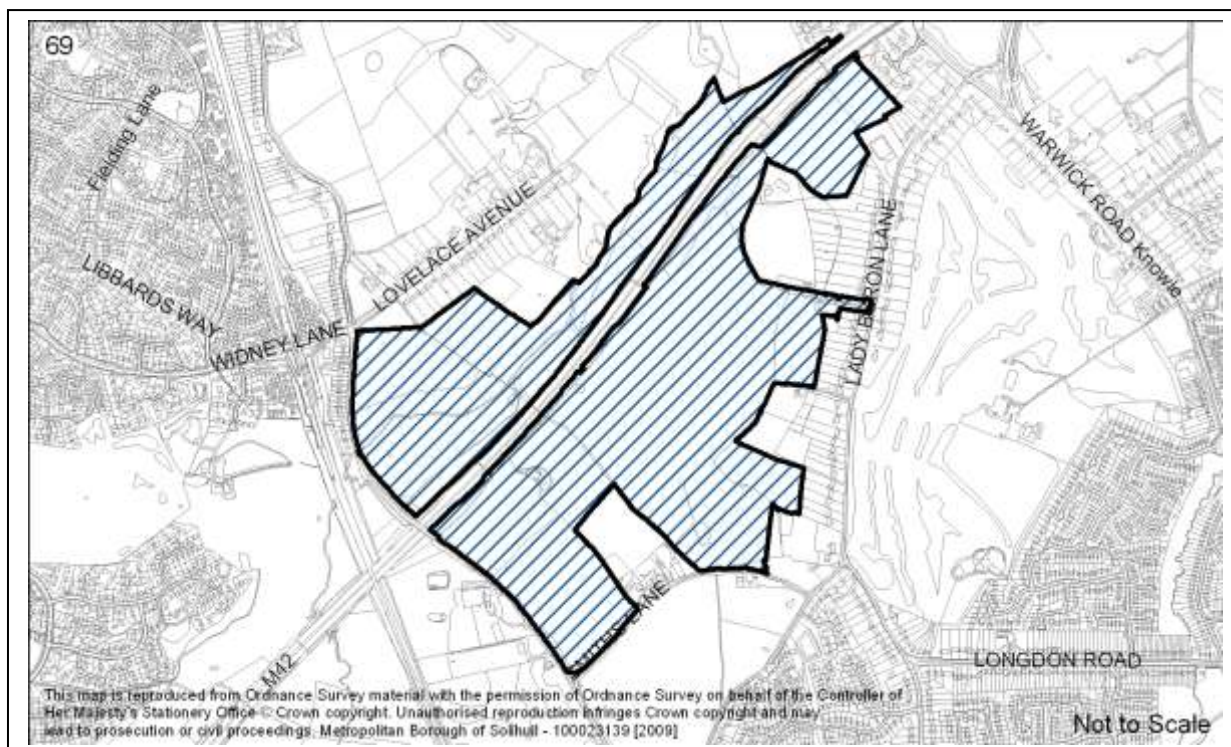 69
Fielding Lane
LIBBARDS WAY
WIDNEY LANE
LOVELACE AVENUE
WARWICK ROAD Knowle
LADY BYRON LANE
LANE
M42
LONGDON ROAD
This map is reproduced from Ordnance Survey material with the permission of Ordnance Survey on behalf of the Controller of
Her Majesty's Stationery Office © Crown copyright. Unauthorised reproduction infringes Crown copyright and may
lead to prosecution or civil proceedings. Metropolitan Borough of Solihull - 100023139 [2009]
Not to Scale